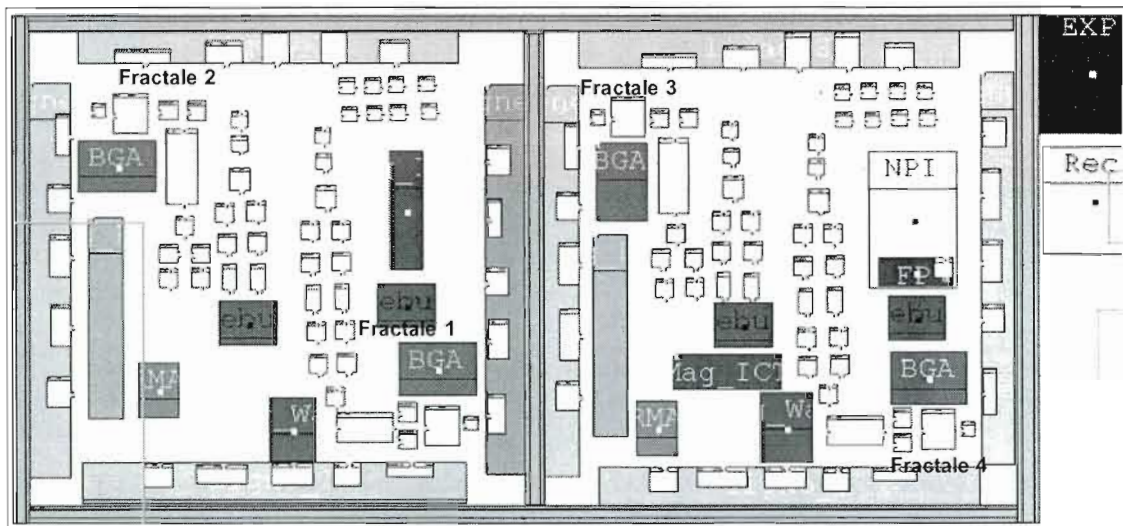 EXP
Fractale 2
Fractale 3
BGA
BGA
NPI
Rec
FP
ebu
ebu
ebu
ebu
Fractale 1
BGA
Mag_ICT
BGA
RMA
Wa
RMA
Wa
Fractale 4